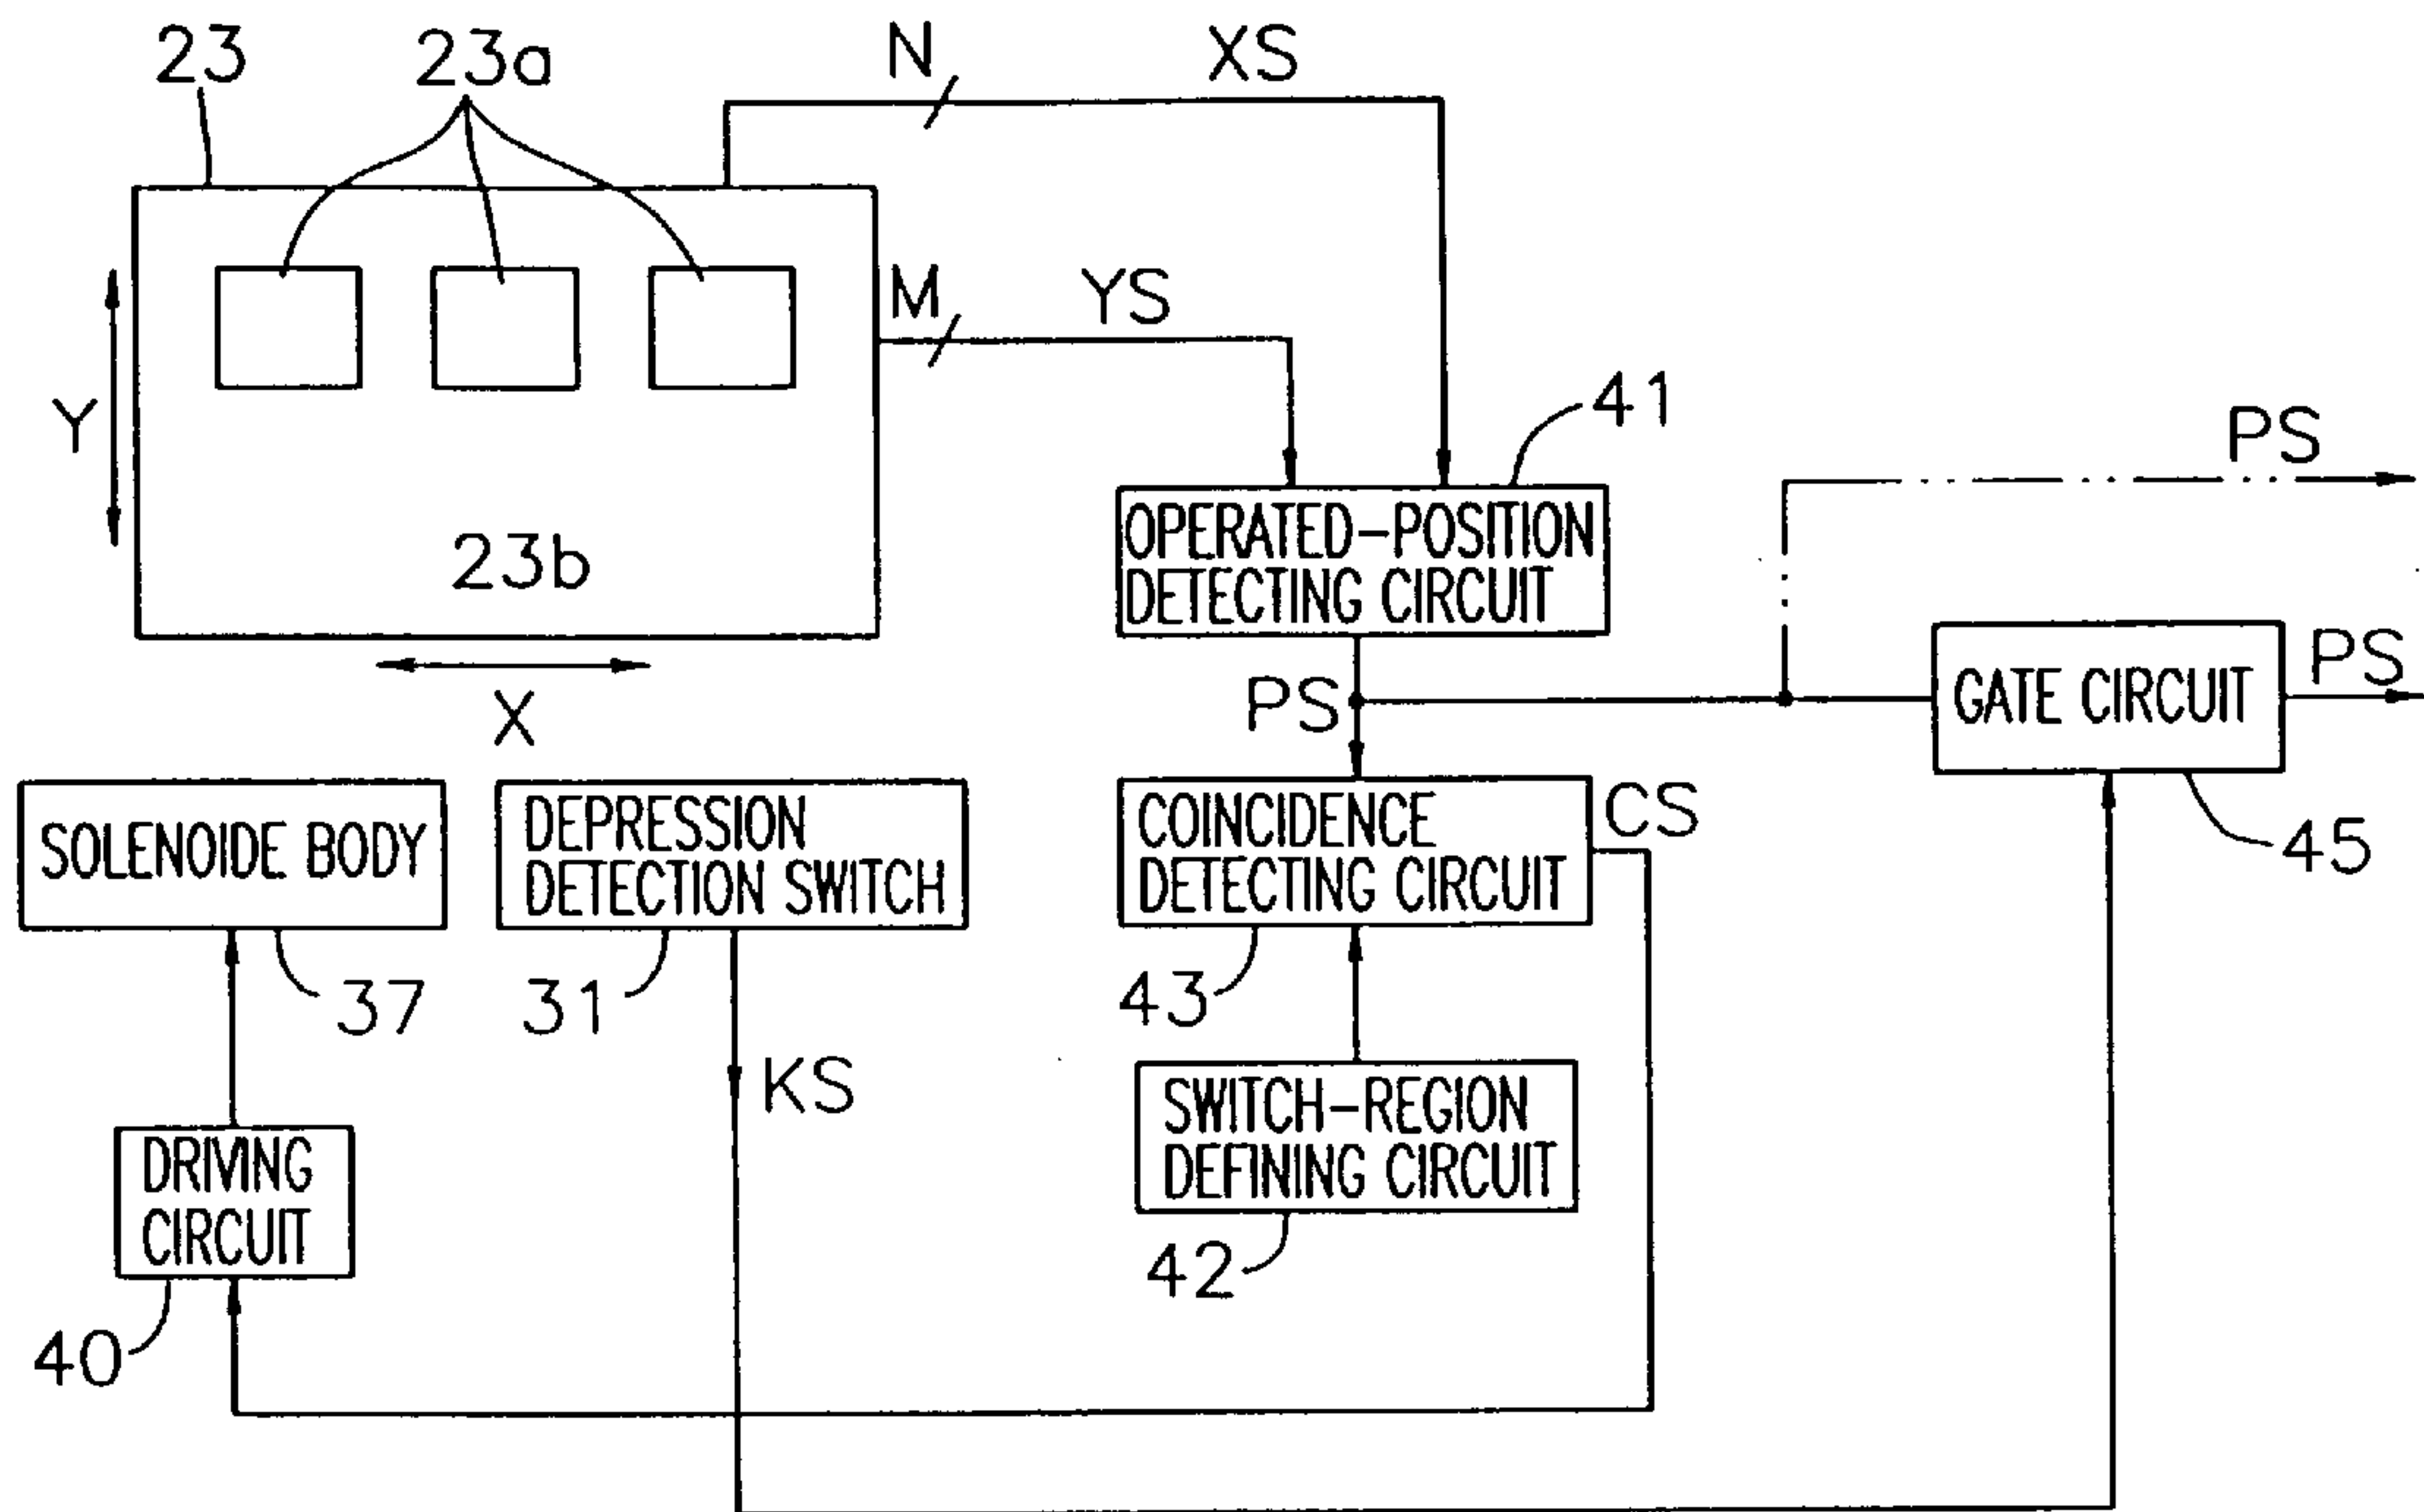 23
23a
N
XS
M
YS
Y
23b
X
41
OPERATED-POSITION
DETECTING CIRCUIT
PS
PS
GATE CIRCUIT
PS
45
SOLENOIDE BODY
37
DEPRESSION
DETECTION SWITCH
31
KS
COINCIDENCE
DETECTING CIRCUIT
CS
43
SWITCH-REGION
DEFINING CIRCUIT
42
DRIVING
CIRCUIT
40